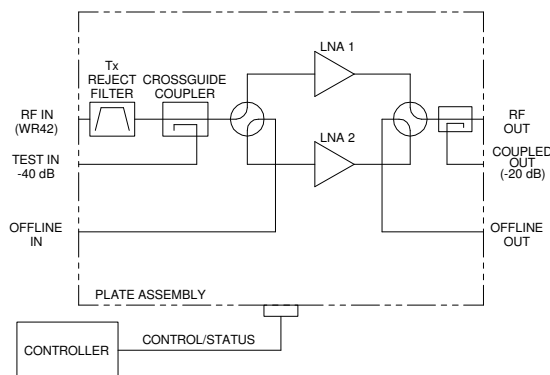 LNA 1
Tx
REJECT
FILTER
CROSSGUIDE
COUPLER
RF IN
(WR42)
RF
OUT
LNA 2
TEST IN
-40 dB
COUPLED
OUT
(-20 dB)
OFFLINE
IN
OFFLINE
OUT
PLATE ASSEMBLY
CONTROL/STATUS
CONTROLLER